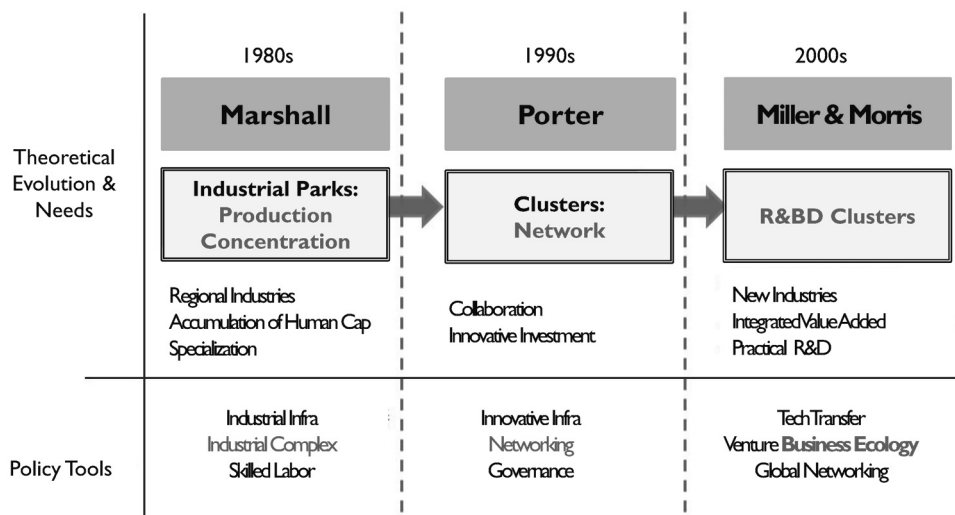 1980s
1990s
2000s
Marshall
Porter
Miller & Morris
Theoretical
Evolution &
Needs
Industrial Parks:
Production
Concentration
Clusters:
Network
R&BD Clusters
Regional Industries
Accumulation of Human Cap
Specialization
Collaboration
Innovative Investment
New Industries
Integrated Value Added
Practical R&D
Policy Tools
Industrial Infra
Industrial Complex
Skilled Labor
Innovative Infra
Networking
Governance
Tech Transfer
Venture Business Ecology
Global Networking